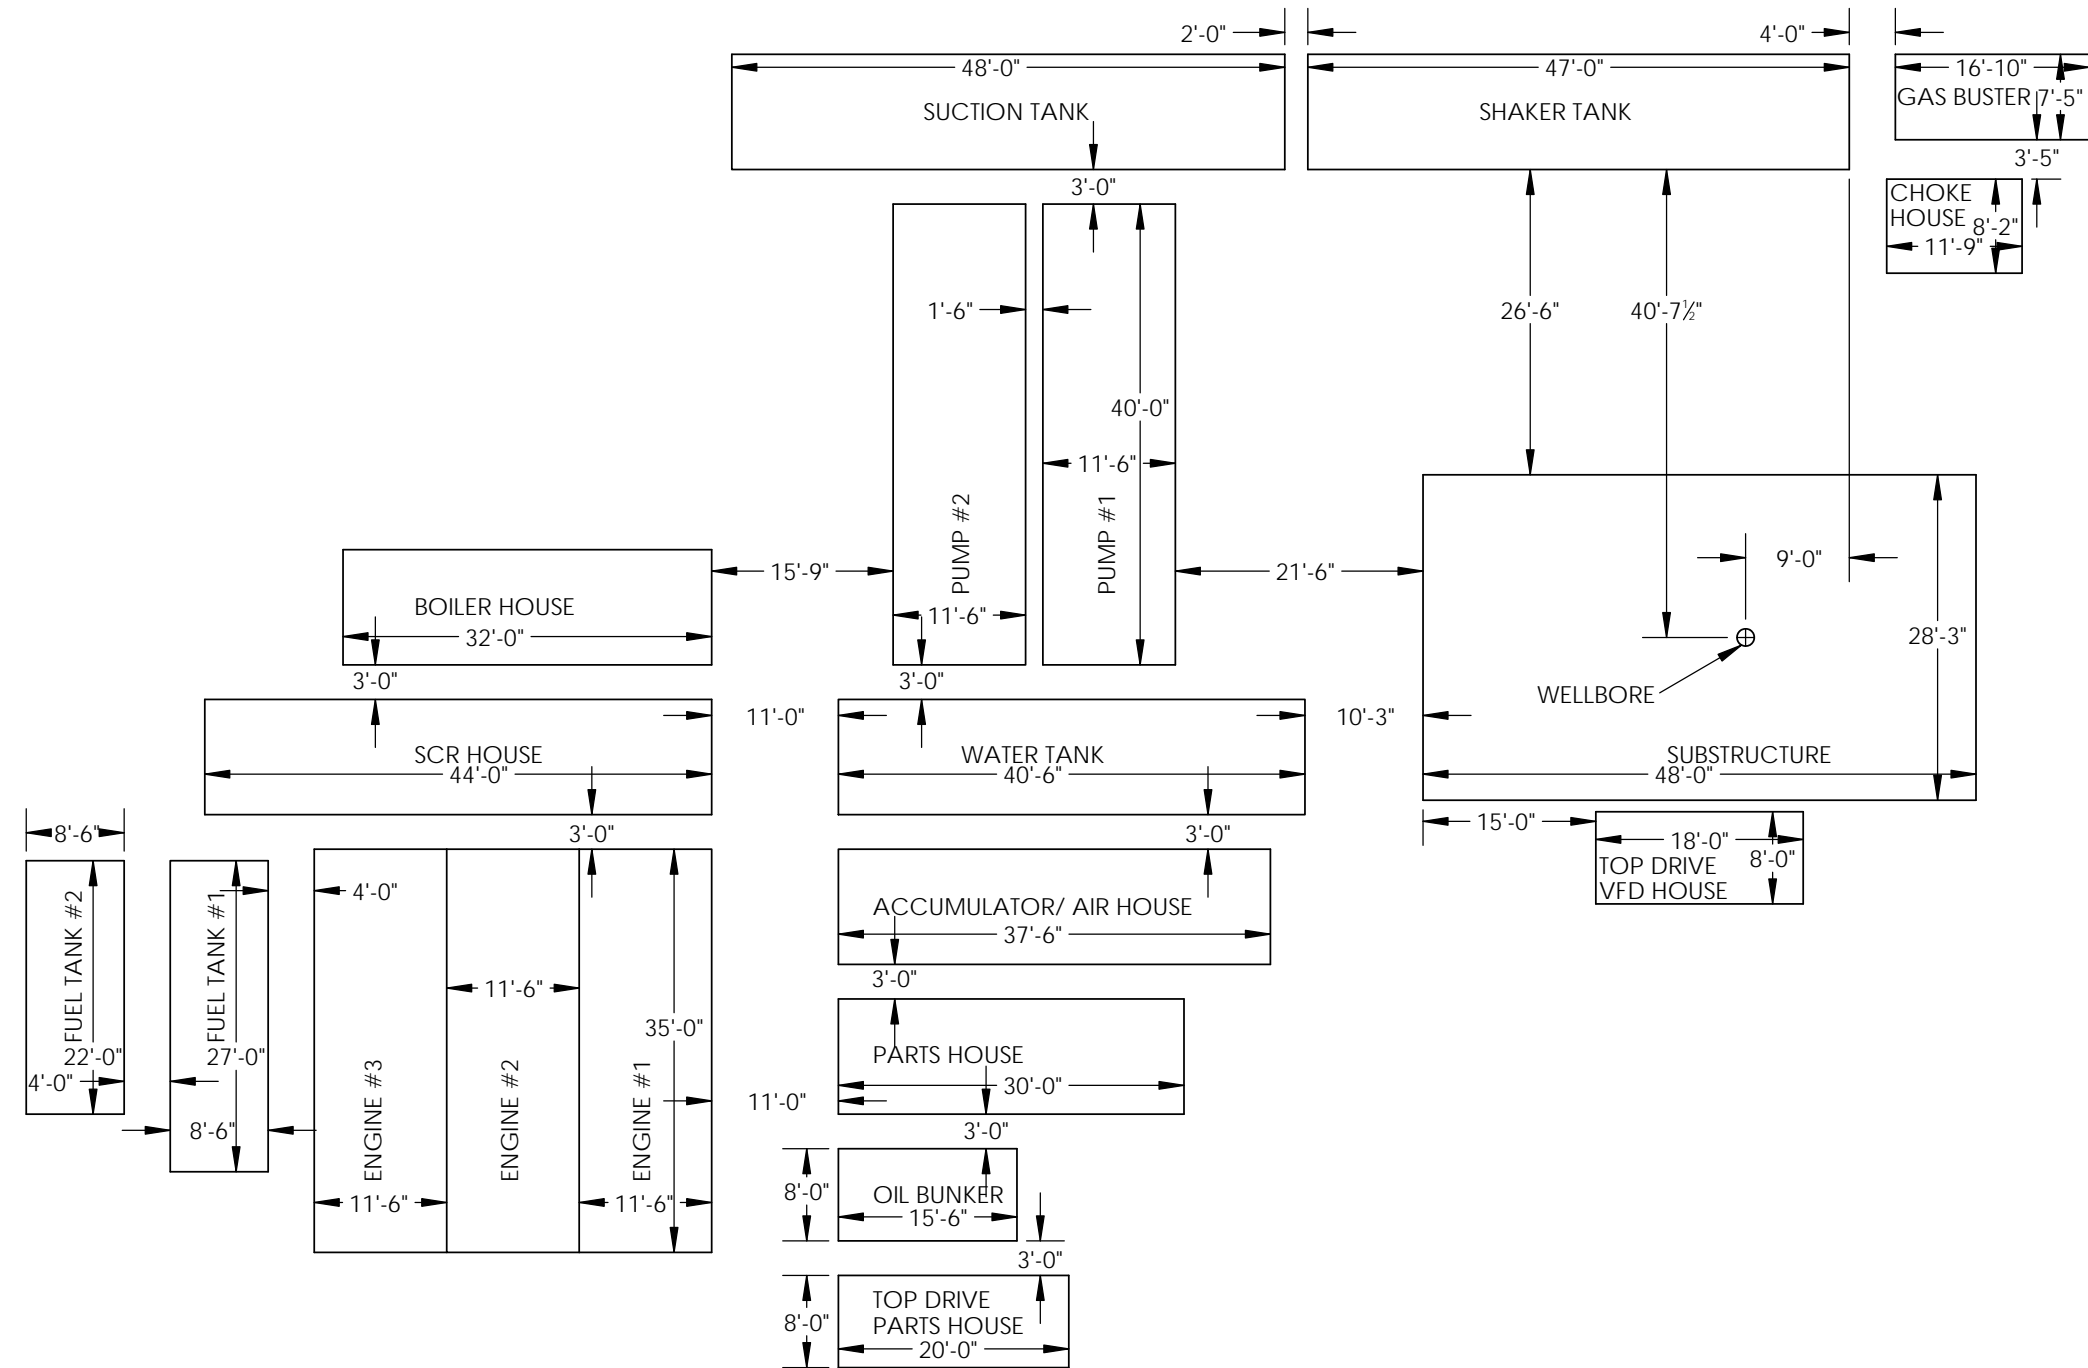 2'-0"
4'-0"
48'-0"
47'-0"
16'-10"
SUCTION TANK
SHAKER TANK
GAS BUSTER
7'-5"
3'-5"
3'-0"
CHOKE
HOUSE
8'-2"
11'-9"
1'-6"
26'-6"
40'-7½"
40'-0"
11'-6"
PUMP #2
PUMP #1
15'-9"
21'-6"
9'-0"
BOILER HOUSE
32'-0"
11'-6"
28'-3"
3'-0"
3'-0"
WELLBORE
11'-0"
10'-3"
SCR HOUSE
44'-0"
WATER TANK
40'-6"
SUBSTRUCTURE
48'-0"
8'-6"
3'-0"
3'-0"
15'-0"
18'-0"
8'-0"
TOP DRIVE
VFD HOUSE
4'-0"
FUEL TANK #2
FUEL TANK #1
ACCUMULATOR/ AIR HOUSE
37'-6"
3'-0"
11'-6"
35'-0"
22'-0"
27'-0"
4'-0"
PARTS HOUSE
30'-0"
ENGINE #3
ENGINE #2
ENGINE #1
11'-0"
8'-6"
3'-0"
11'-6"
11'-6"
8'-0"
OIL BUNKER
15'-6"
3'-0"
8'-0"
TOP DRIVE
PARTS HOUSE
20'-0"